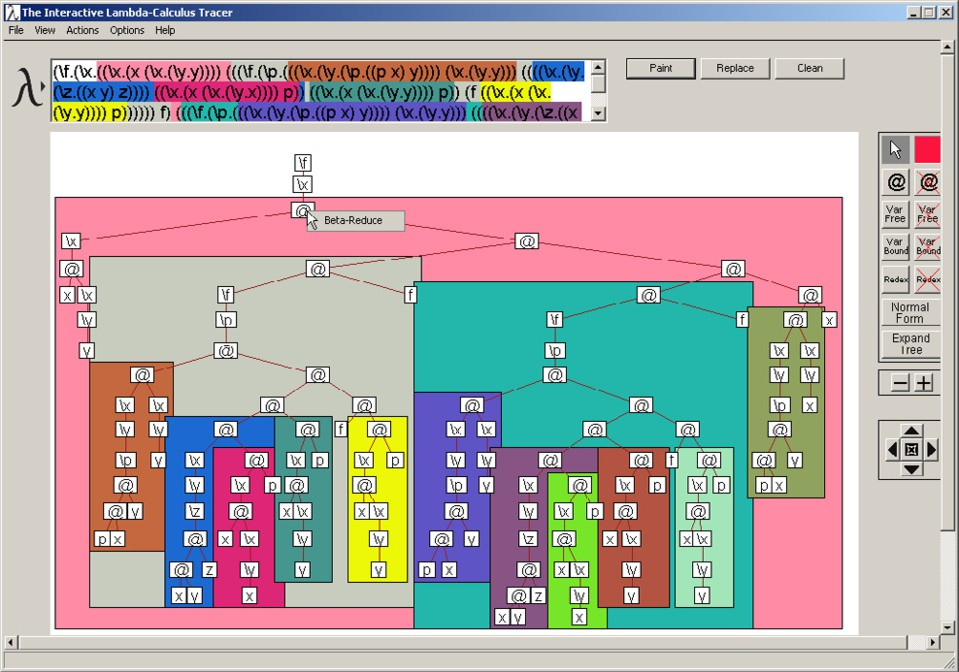 The Interactive Lambda-Calculus Tracer
File View Actions Options Help
λ
(\f.(\x.((\x.(x (\x.(\y.y)))) (((\f.(\p.(((\x.(\y.(\p.((p x) y)))) (\x.(\y.y))) ((((\x.(\y.
(\z.((x y) z)))) ((\x.(x (\x.(\y.x)))) p)) ((\x.(x (\x.(\y.y)))) p)) (f ((\x.(x (\x.
(\y.y)))) p)))))) f) (((\f.(\p.(((\x.(\y.(\p.((p x) y)))) (\x.(\y.y))) ((((\x.(\y.(\z.((x
Paint Replace Clean
\f
\x
@ Beta-Reduce
\x @
@ @ @
x \x \f f @ @
\y \p \f f @ x
y @ \p \x \x
@ @ @ \y \y
\x \x @ @ @ @ \p x
\y \y @ @ f @ \x \x @ @ @
\p y \x @ \x p \x p \y \y @ @ f @ @ y
@ \y \x p @ @ \p y \x @ \x p \x p p x
@ y \z @ x \x x \x @ \y \x p @ @
p x @ x \x \y \y @ y \z @ x \x x \x
@ z \y y y p x @ x \x \y \y
x y x @ z \y y y
x y x
@ @
Var Free Var Free
Var Bound Var Bound
Redex Redex
Normal Form
Expand Tree
− +